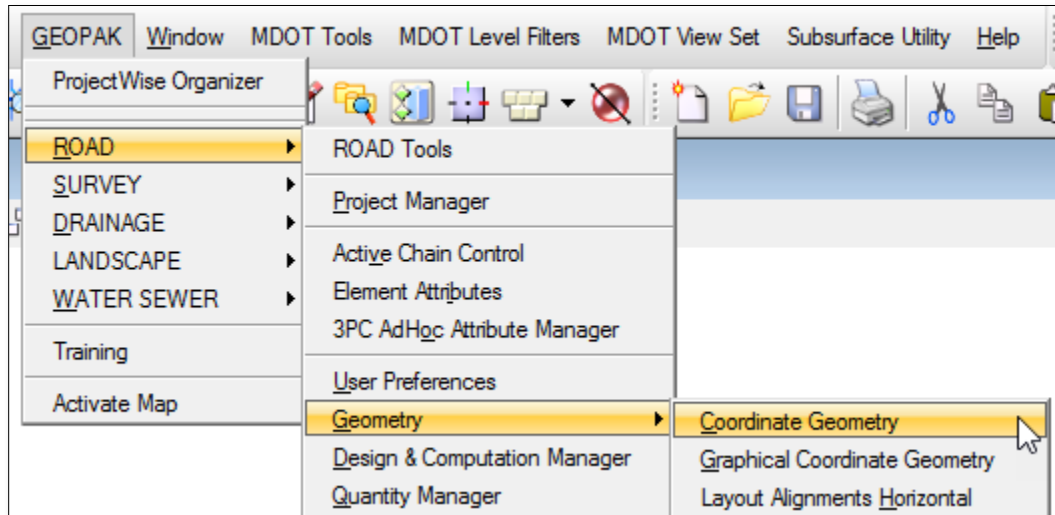 GEOPAK Window MDOT Tools MDOT Level Filters MDOT View Set Subsurface Utility Help
ProjectWise Organizer
ROAD
SURVEY
DRAINAGE
LANDSCAPE
WATER SEWER
Training
Activate Map
ROAD Tools
Project Manager
Active Chain Control
Element Attributes
3PC AdHoc Attribute Manager
User Preferences
Geometry
Design & Computation Manager
Quantity Manager
Coordinate Geometry
Graphical Coordinate Geometry
Layout Alignments Horizontal